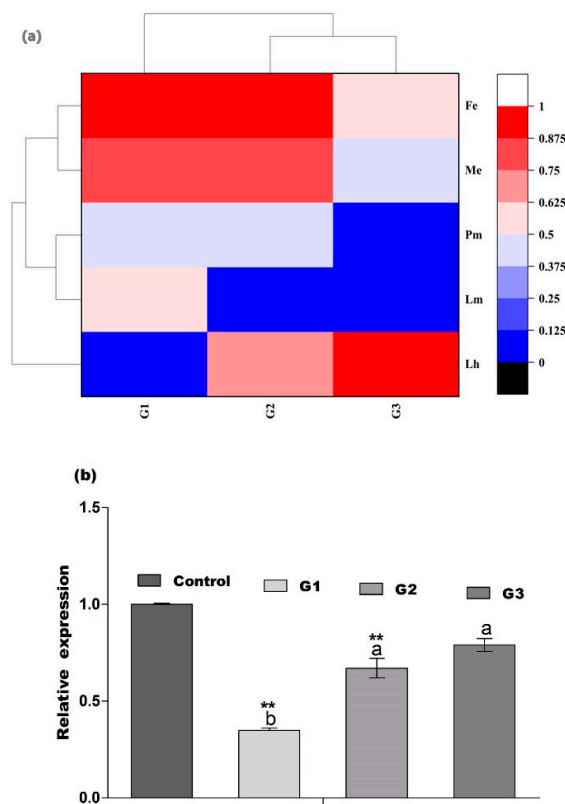 (a)
Fe
Me
Pm
Lm
Lh
G1
G2
G3
1
0.875
0.75
0.625
0.5
0.375
0.25
0.125
0
(b)
Relative expression
1.5
1.0
0.5
0.0
Control
G1
G2
G3
**
b
**
a
a